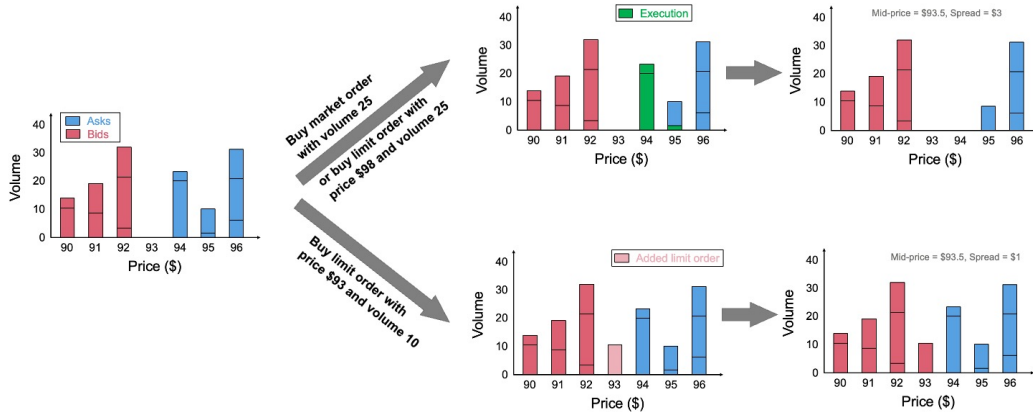 Asks
Bids
40
30
20
10
0
Volume
90 91 92 93 94 95 96
Price ($)
Buy market order
with volume 25
or buy limit order with
price $98 and volume 25
Buy limit order with
price $93 and volume 10
Execution
40
30
20
10
0
Volume
90 91 92 93 94 95 96
Price ($)
Mid-price = $93.5, Spread = $3
40
30
20
10
0
Volume
90 91 92 93 94 95 96
Price ($)
Added limit order
40
30
20
10
0
Volume
90 91 92 93 94 95 96
Price ($)
Mid-price = $93.5, Spread = $1
40
30
20
10
0
Volume
90 91 92 93 94 95 96
Price ($)